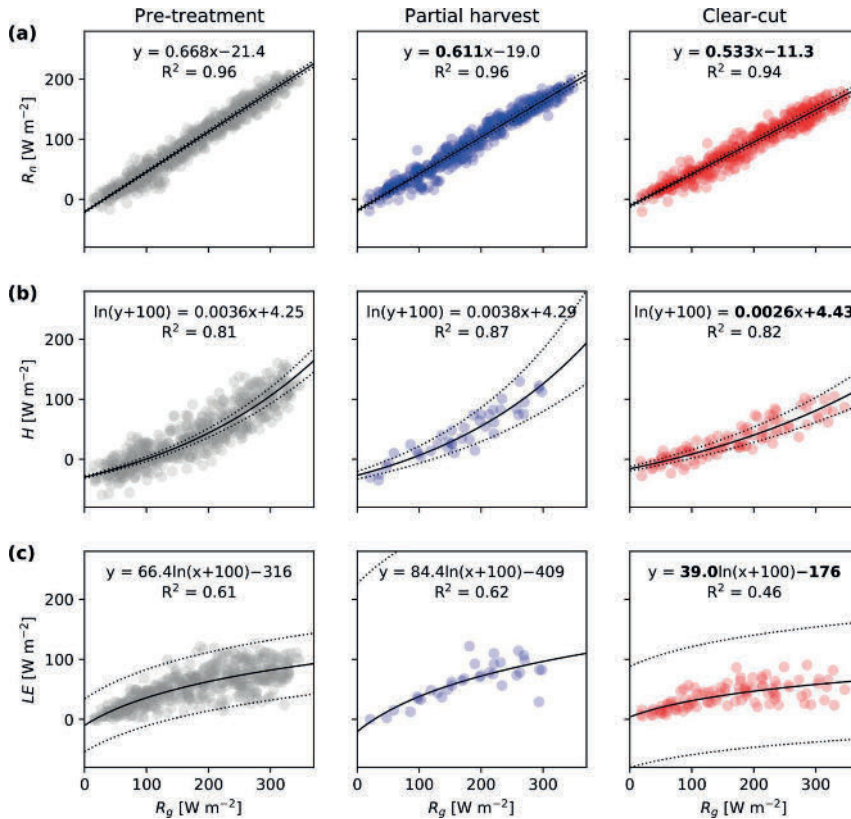 Pre-treatment Partial harvest Clear-cut
(a)
y = 0.668x−21.4 y = 0.611x−19.0 y = 0.533x−11.3
R² = 0.96 R² = 0.96 R² = 0.94
200
100
0
Rn [W m−2]
(b)
ln(y+100) = 0.0036x+4.25 ln(y+100) = 0.0038x+4.29 ln(y+100) = 0.0026x+4.43
R² = 0.81 R² = 0.87 R² = 0.82
200
100
0
H [W m−2]
(c)
y = 66.4ln(x+100)−316 y = 84.4ln(x+100)−409 y = 39.0ln(x+100)−176
R² = 0.61 R² = 0.62 R² = 0.46
200
100
0
LE [W m−2]
0 100 200 300 0 100 200 300 0 100 200 300
Rg [W m−2] Rg [W m−2] Rg [W m−2]